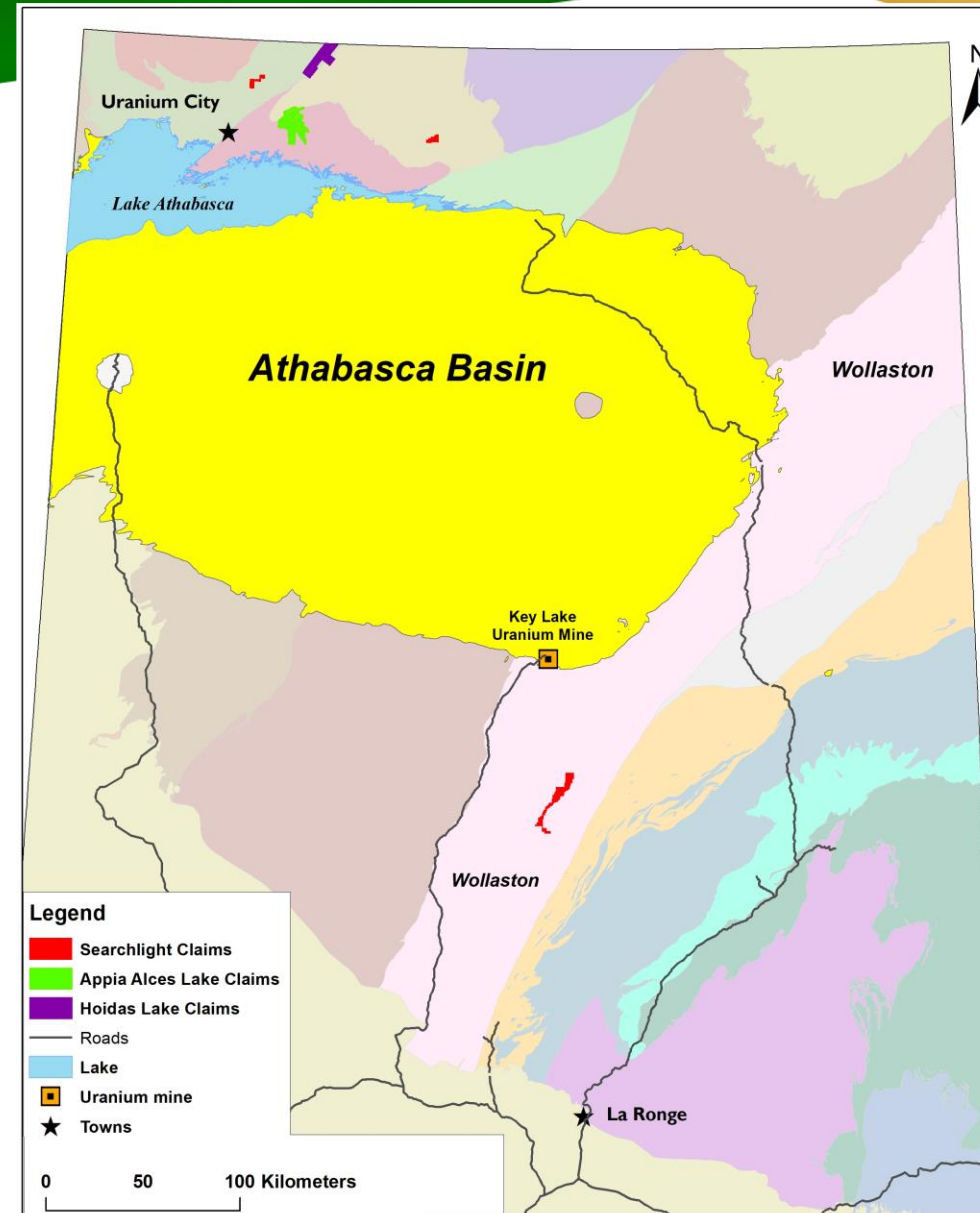 N
Uranium City
Lake Athabasca
Athabasca Basin
Wollaston
Key Lake
Uranium Mine
Wollaston
La Ronge
Legend
Searchlight Claims
Appia Alces Lake Claims
Hoidas Lake Claims
Roads
Lake
Uranium mine
Towns
0 50 100 Kilometers